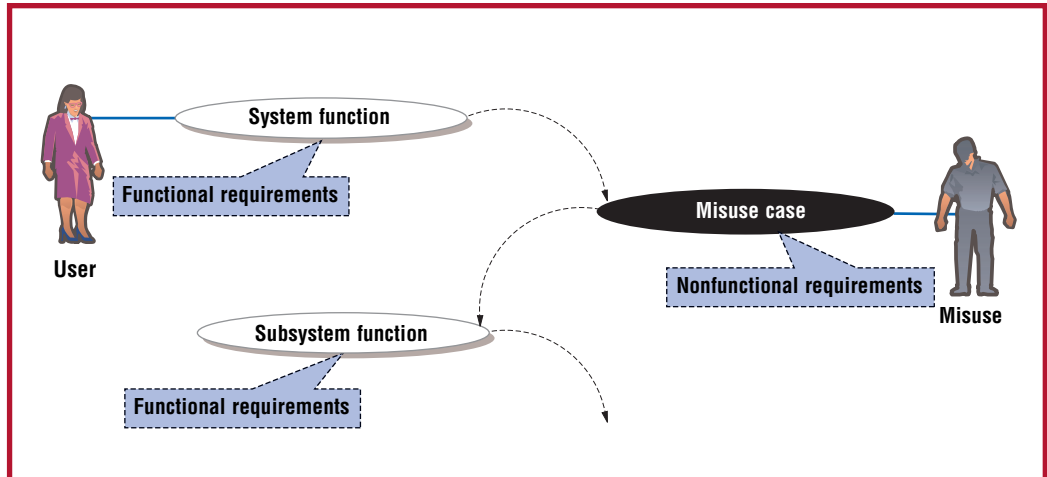 System function
Functional requirements
User
Misuse case
Nonfunctional requirements
Misuse
Subsystem function
Functional requirements